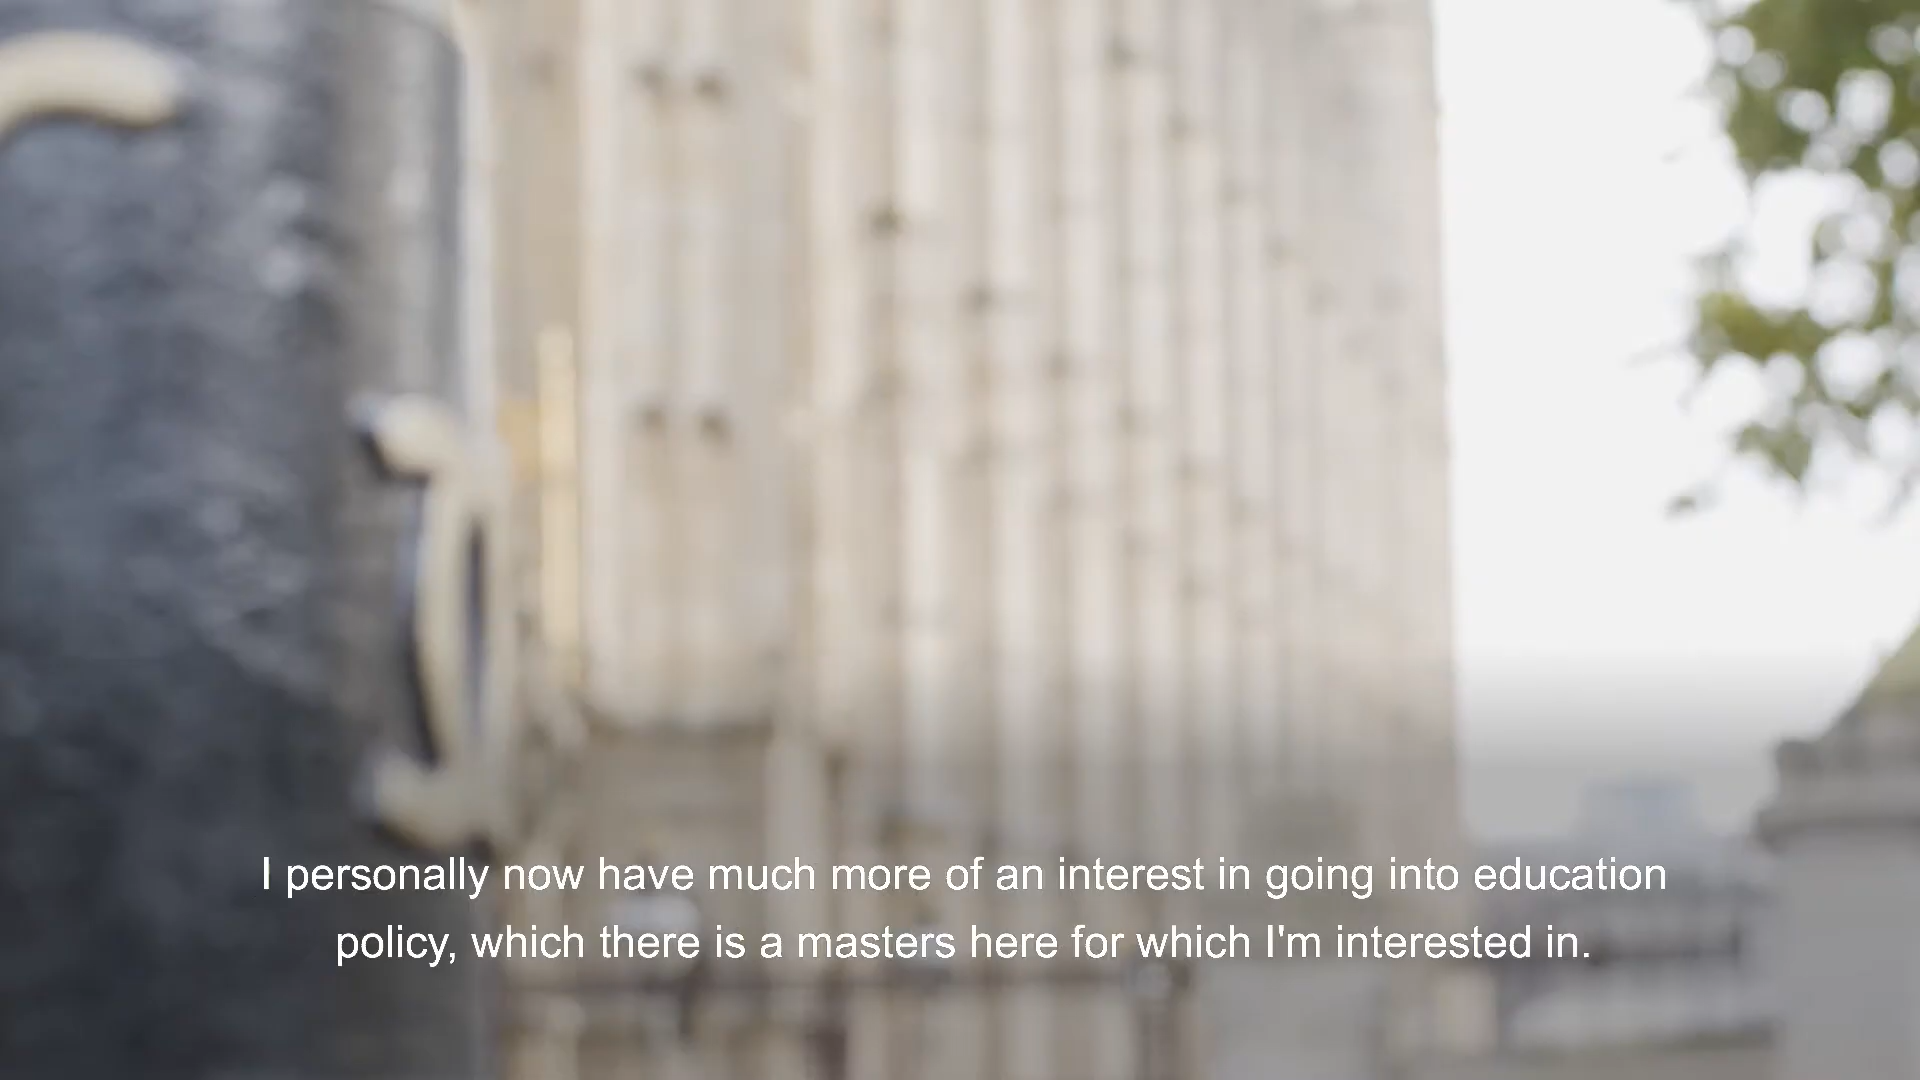 I personally now have much more of an interest in going into education
policy, which there is a masters here for which I'm interested in.